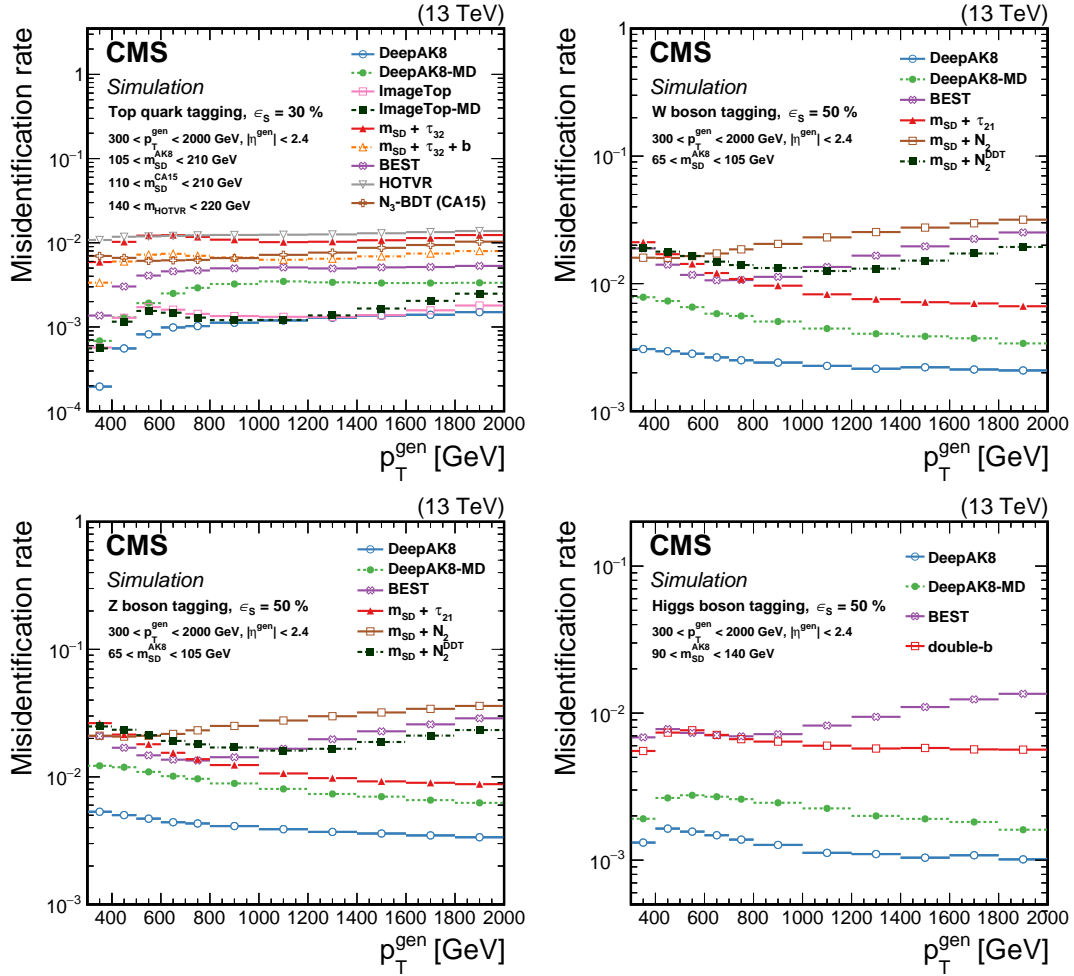 (13 TeV)
CMS
Simulation
Top quark tagging, ε_S = 30 %
300 < p_T^gen < 2000 GeV, |η^gen| < 2.4
105 < m_SD^AK8 < 210 GeV
110 < m_SD^CA15 < 210 GeV
140 < m_HOTVR < 220 GeV
DeepAK8
DeepAK8-MD
ImageTop
ImageTop-MD
m_SD + τ_32
m_SD + τ_32 + b
BEST
HOTVR
N_3-BDT (CA15)
Misidentification rate
1
10^−1
10^−2
10^−3
10^−4
400 600 800 1000 1200 1400 1600 1800 2000
p_T^gen [GeV]
(13 TeV)
CMS
Simulation
W boson tagging, ε_S = 50 %
300 < p_T^gen < 2000 GeV, |η^gen| < 2.4
65 < m_SD^AK8 < 105 GeV
DeepAK8
DeepAK8-MD
BEST
m_SD + τ_21
m_SD + N_2
m_SD + N_2^DDT
Misidentification rate
1
10^−1
10^−2
10^−3
400 600 800 1000 1200 1400 1600 1800 2000
p_T^gen [GeV]
(13 TeV)
CMS
Simulation
Z boson tagging, ε_S = 50 %
300 < p_T^gen < 2000 GeV, |η^gen| < 2.4
65 < m_SD^AK8 < 105 GeV
DeepAK8
DeepAK8-MD
BEST
m_SD + τ_21
m_SD + N_2
m_SD + N_2^DDT
Misidentification rate
1
10^−1
10^−2
10^−3
400 600 800 1000 1200 1400 1600 1800 2000
p_T^gen [GeV]
(13 TeV)
CMS
Simulation
Higgs boson tagging, ε_S = 50 %
300 < p_T^gen < 2000 GeV, |η^gen| < 2.4
90 < m_SD^AK8 < 140 GeV
DeepAK8
DeepAK8-MD
BEST
double-b
Misidentification rate
10^−1
10^−2
10^−3
400 600 800 1000 1200 1400 1600 1800 2000
p_T^gen [GeV]